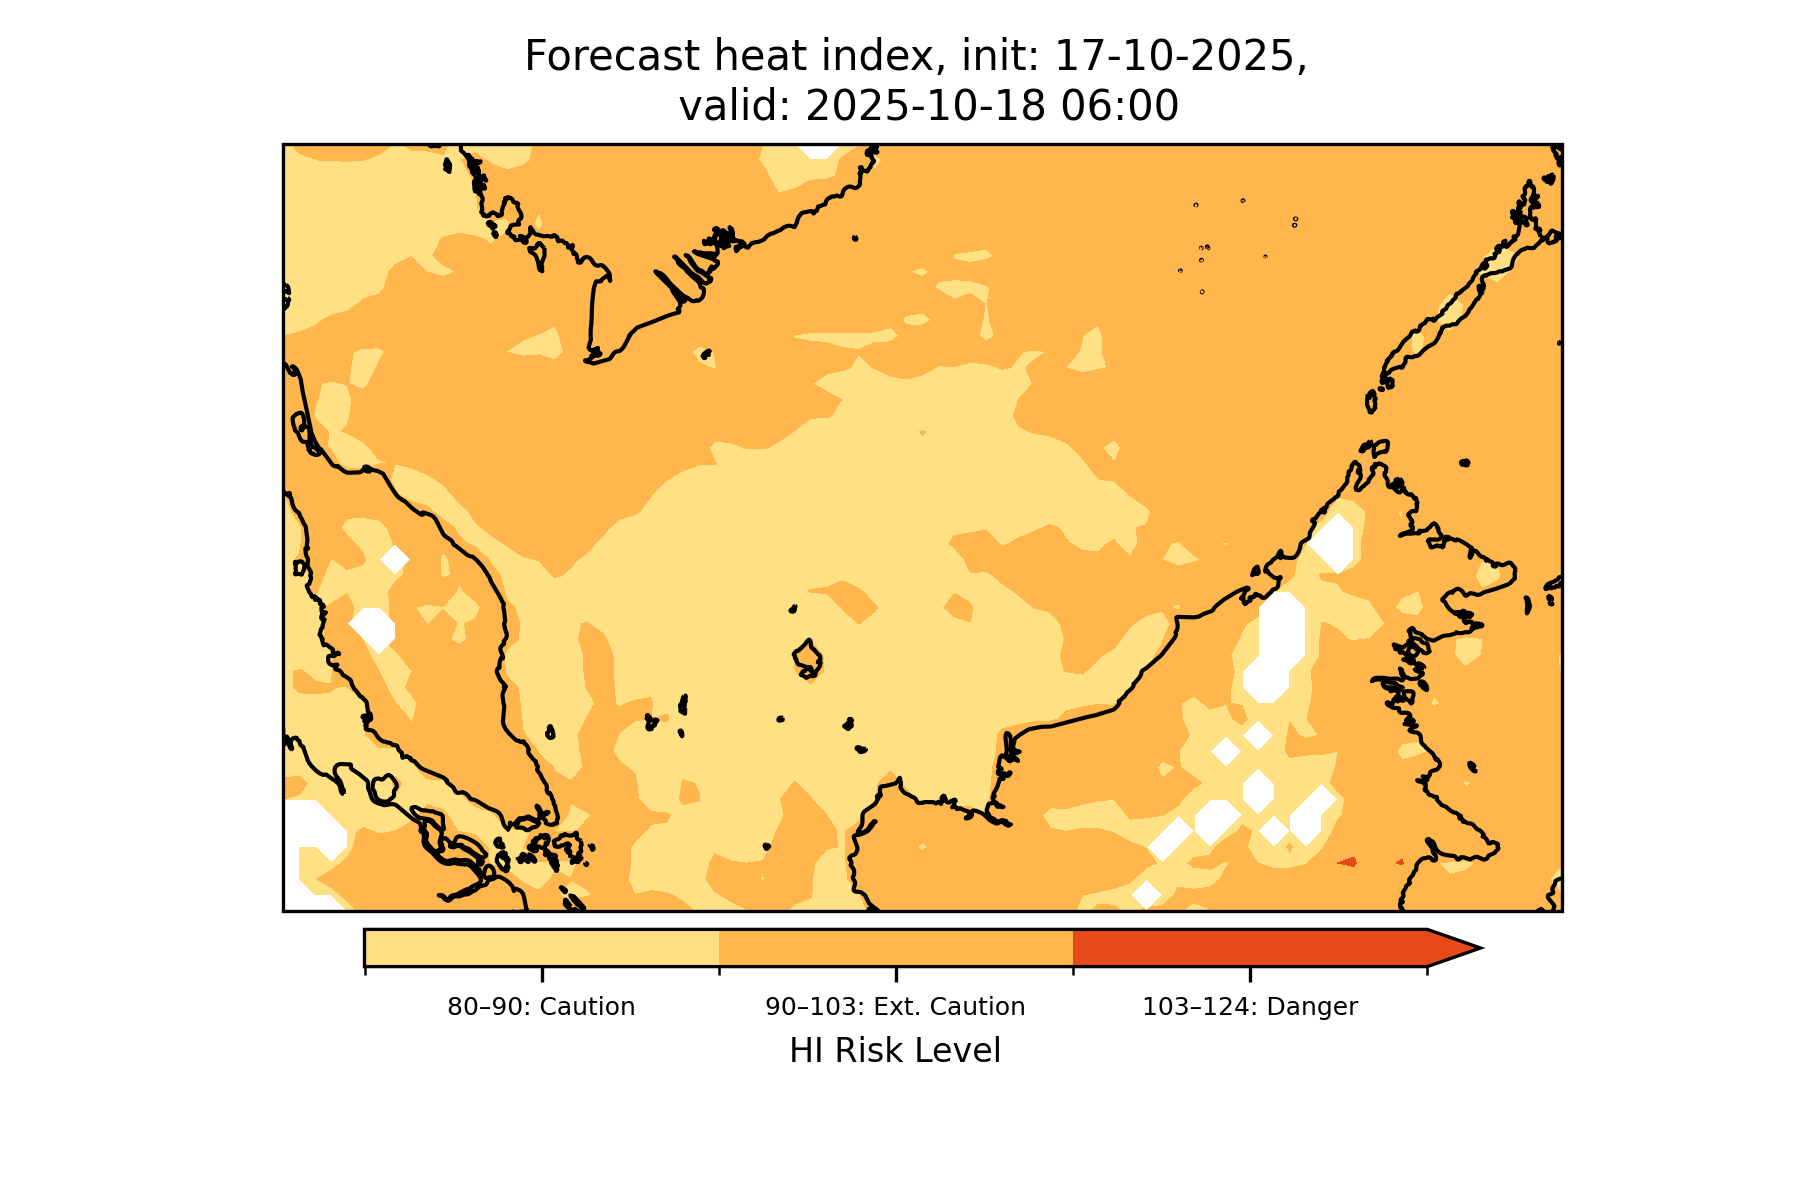 Forecast heat index, init: 17-10-2025,
valid: 2025-10-18 06:00
80–90: Caution
90–103: Ext. Caution
103–124: Danger
HI Risk Level